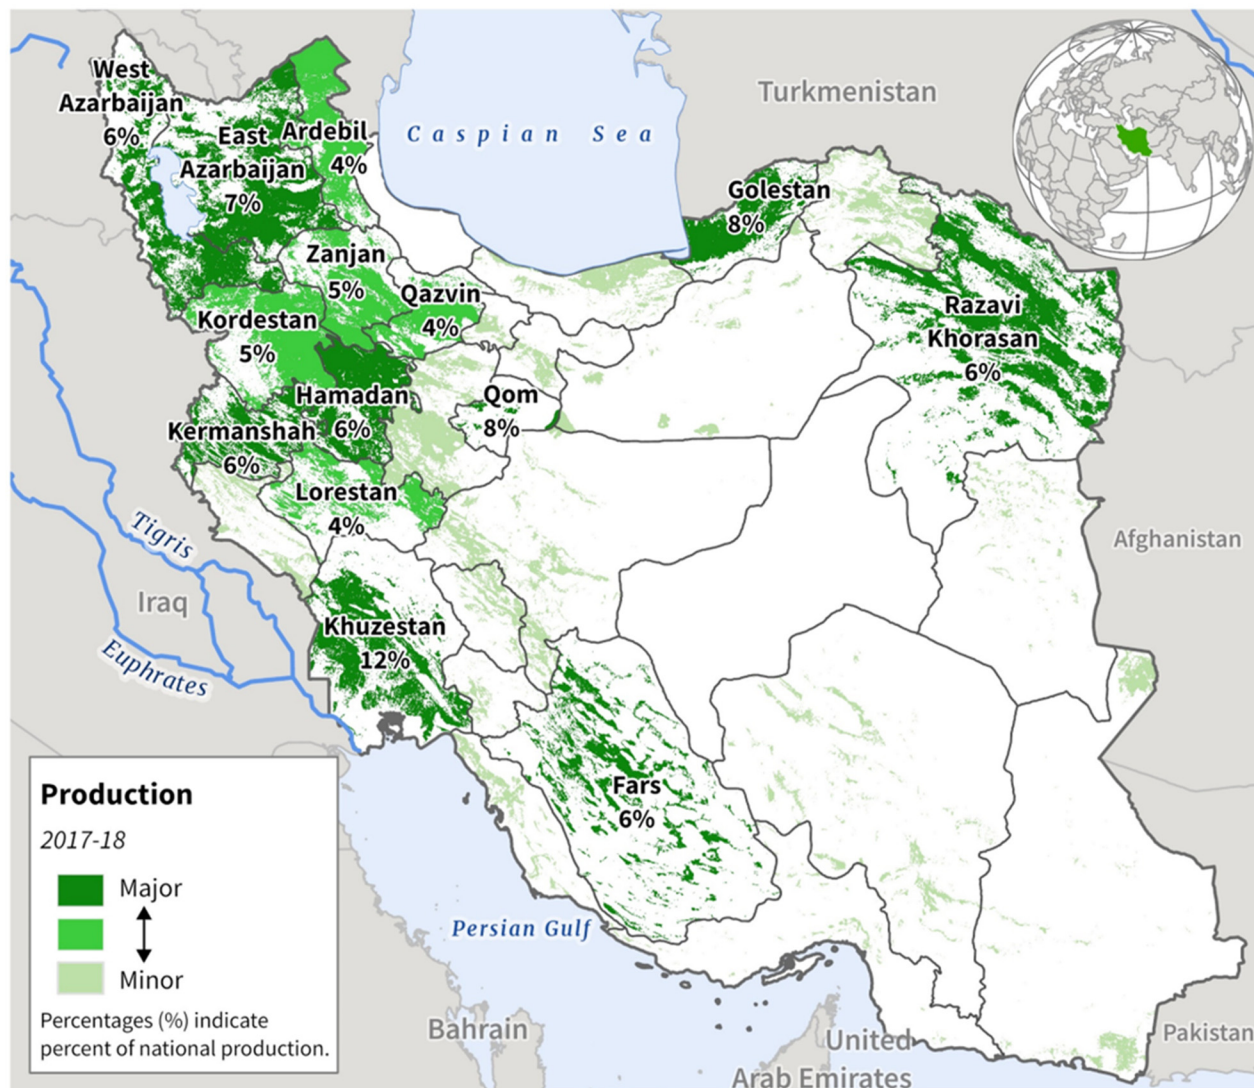 West
Azarbaijan
6%
East
Azarbaijan
7%
Ardebil
4%
Caspian Sea
Turkmenistan
Golestan
8%
Zanjan
5%
Qazvin
4%
Kordestan
5%
Razavi
Khorasan
6%
Hamadan
6%
Qom
8%
Kermanshah
6%
Lorestan
4%
Tigris
Iraq
Euphrates
Afghanistan
Khuzestan
12%
Fars
6%
Production
2017-18
Major
Minor
Percentages (%) indicate
percent of national production.
Persian Gulf
Bahrain
United
Arab Emirates
Pakistan